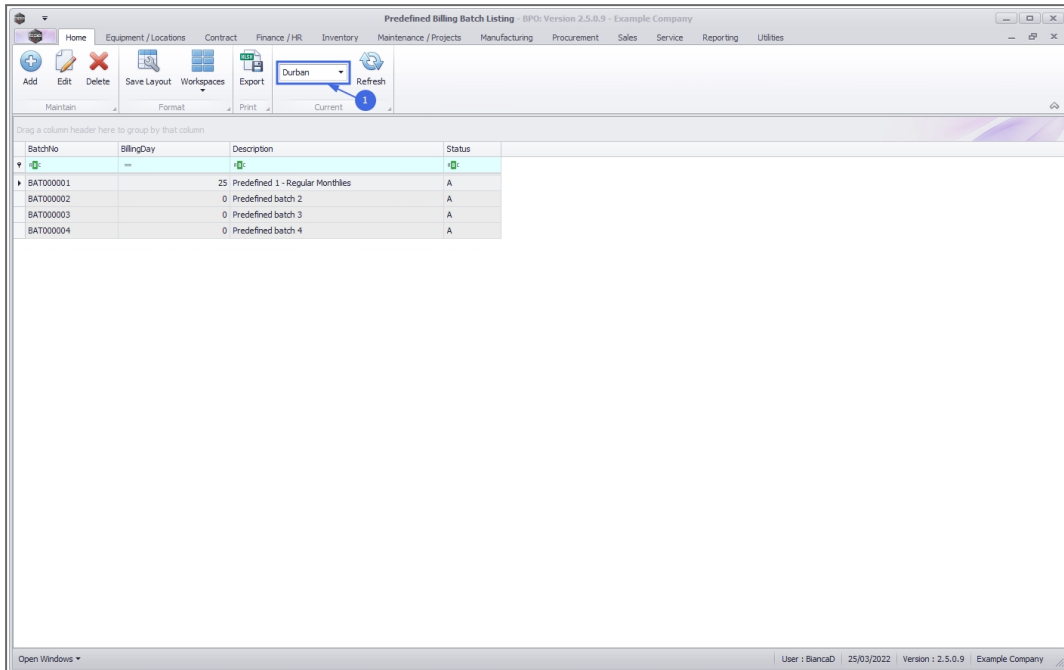 Predefined Billing Batch Listing - BPO: Version 2.5.0.9 - Example Company
Home Equipment / Locations Contract Finance / HR Inventory Maintenance / Projects Manufacturing Procurement Sales Service Reporting Utilities
Add Edit Delete Save Layout Workspaces Export Durban Refresh
1
Maintain Format Print Current
Drag a column header here to group by that column
BatchNo BillingDay Description Status
BAT000001 25 Predefined 1 - Regular Monthlies A
BAT000002 0 Predefined batch 2 A
BAT000003 0 Predefined batch 3 A
BAT000004 0 Predefined batch 4 A
Open Windows User : BiancaD 25/03/2022 Version : 2.5.0.9 Example Company